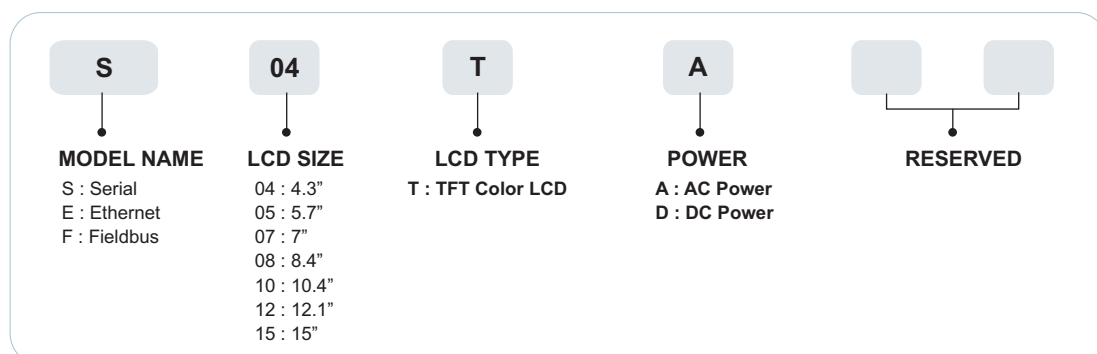 S 04 T A
MODEL NAME LCD SIZE LCD TYPE POWER RESERVED
S : Serial 04 : 4.3” T : TFT Color LCD A : AC Power
E : Ethernet 05 : 5.7” D : DC Power
F : Fieldbus 07 : 7”
08 : 8.4”
10 : 10.4”
12 : 12.1”
15 : 15”